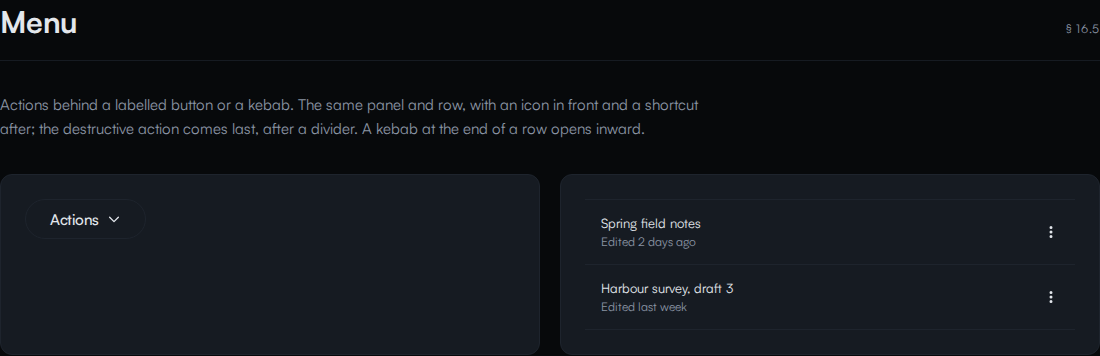 Menu
§ 16.5
Actions behind a labelled button or a kebab. The same panel and row, with an icon in front and a shortcut
after; the destructive action comes last, after a divider. A kebab at the end of a row opens inward.
Actions
Spring field notes
Edited 2 days ago
Harbour survey, draft 3
Edited last week